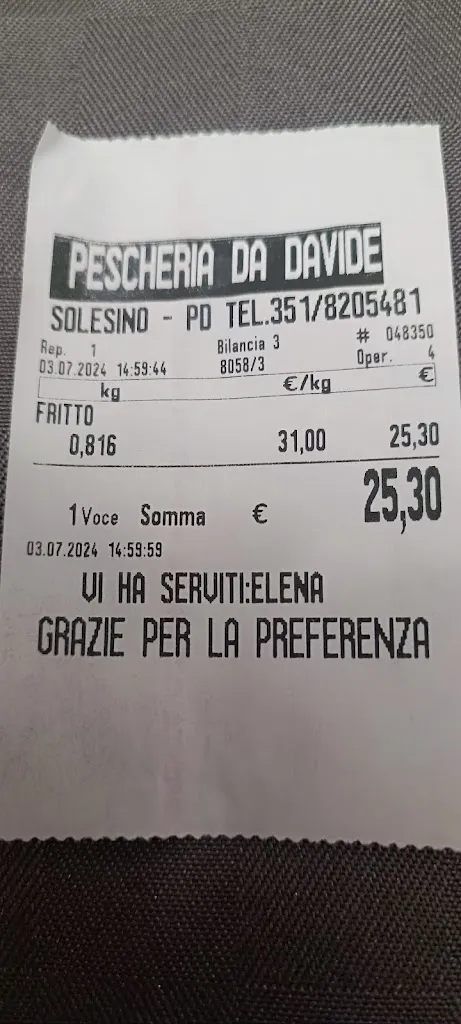 PESCHERIA DA DAVIDE
SOLESINO - PD TEL.351/8205481
Rep. 1 Bilancia 3 # 048350
03.07.2024 14:59:44 8058/3 Oper. 4
kg €/kg €
FRITTO
0,816 31,00 25,30
1 Voce Somma € 25,30
03.07.2024 14:59:59
VI HA SERVITI:ELENA
GRAZIE PER LA PREFERENZA